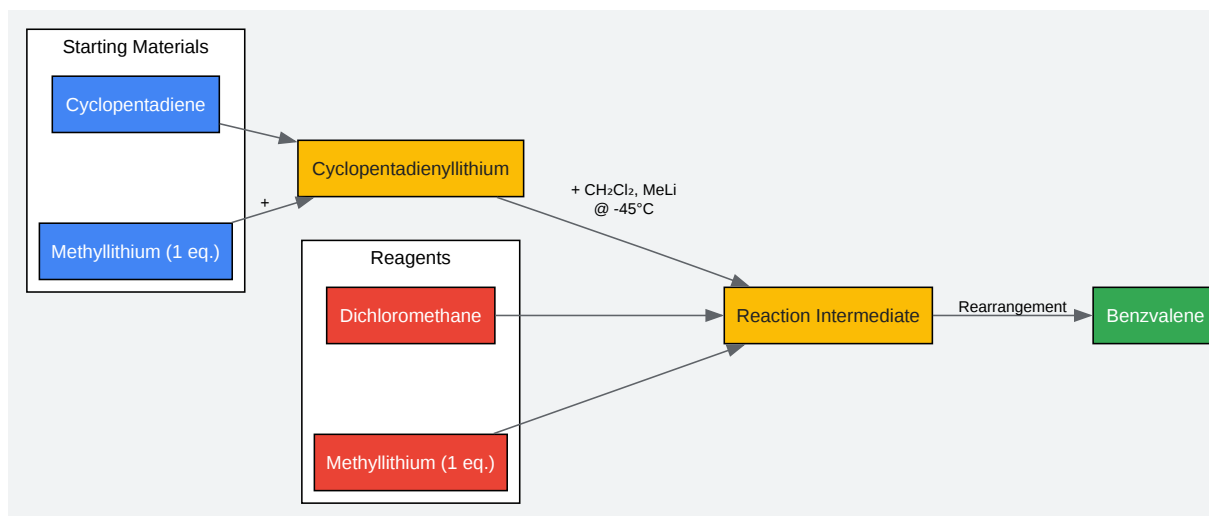 Starting Materials
Cyclopentadiene
Methyllithium (1 eq.)
+
Cyclopentadienyllithium
+ CH₂Cl₂, MeLi
@ -45°C
Reagents
Dichloromethane
Methyllithium (1 eq.)
Reaction Intermediate
Rearrangement
Benzvalene